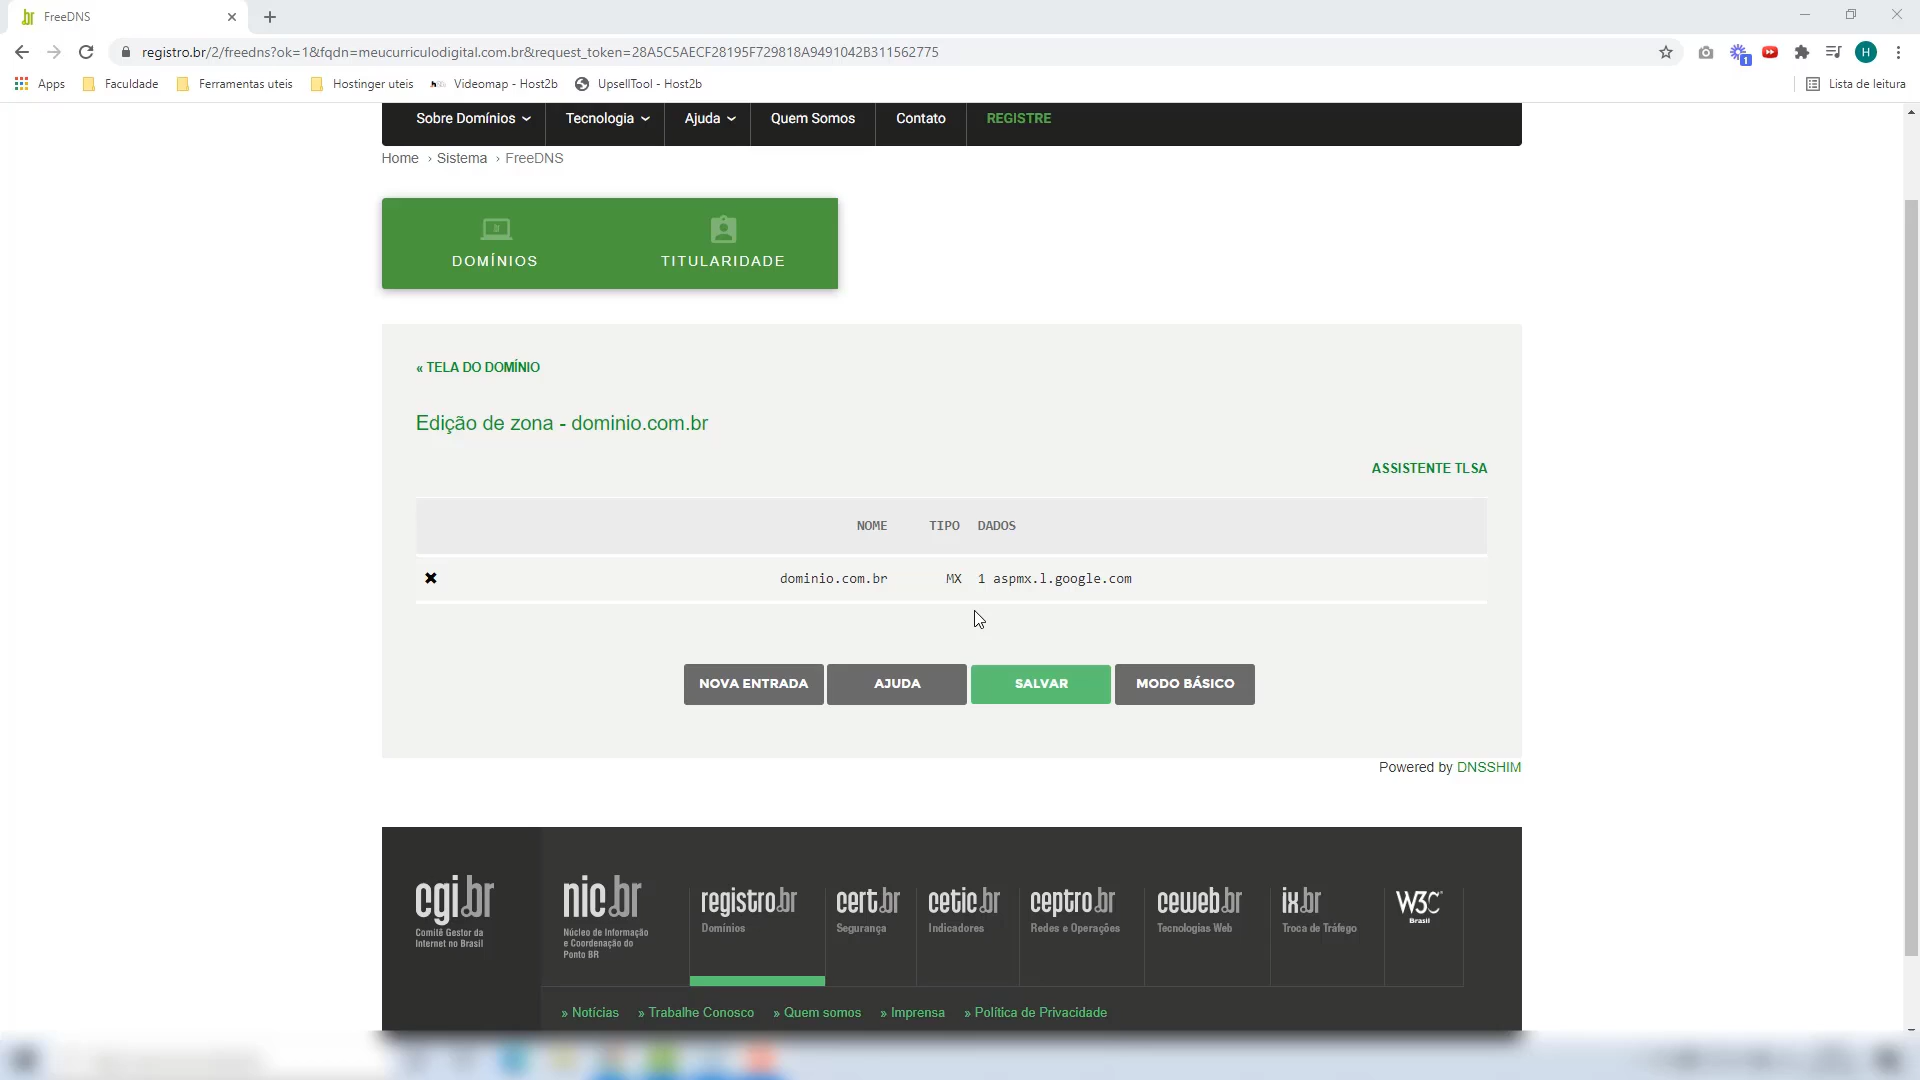 FreeDNS
registro.br/2/freedns?ok=1&fqdn=meucurriculodigital.com.br&request_token=28A5C5AECF28195F729818A9491042B311562775
1
H
Apps Faculdade Ferramentas uteis Hostinger uteis Videomap - Host2b UpsellTool - Host2b Lista de leitura
Sobre Domínios Tecnologia Ajuda Quem Somos Contato REGISTRE
Home › Sistema › FreeDNS
DOMÍNIOS TITULARIDADE
« TELA DO DOMÍNIO
Edição de zona - dominio.com.br
ASSISTENTE TLSA
NOME TIPO DADOS
dominio.com.br MX 1 aspmx.l.google.com
NOVA ENTRADA AJUDA SALVAR MODO BÁSICO
Powered by DNSSHIM
cgi.br
Comitê Gestor da
Internet no Brasil
nic.br
Núcleo de Informação
e Coordenação do
Ponto BR
registro.br
Domínios
cert.br
Segurança
cetic.br
Indicadores
ceptro.br
Redes e Operações
ceweb.br
Tecnologias Web
ix.br
Troca de Tráfego
W3C
Brasil
» Notícias » Trabalhe Conosco » Quem somos » Imprensa » Política de Privacidade